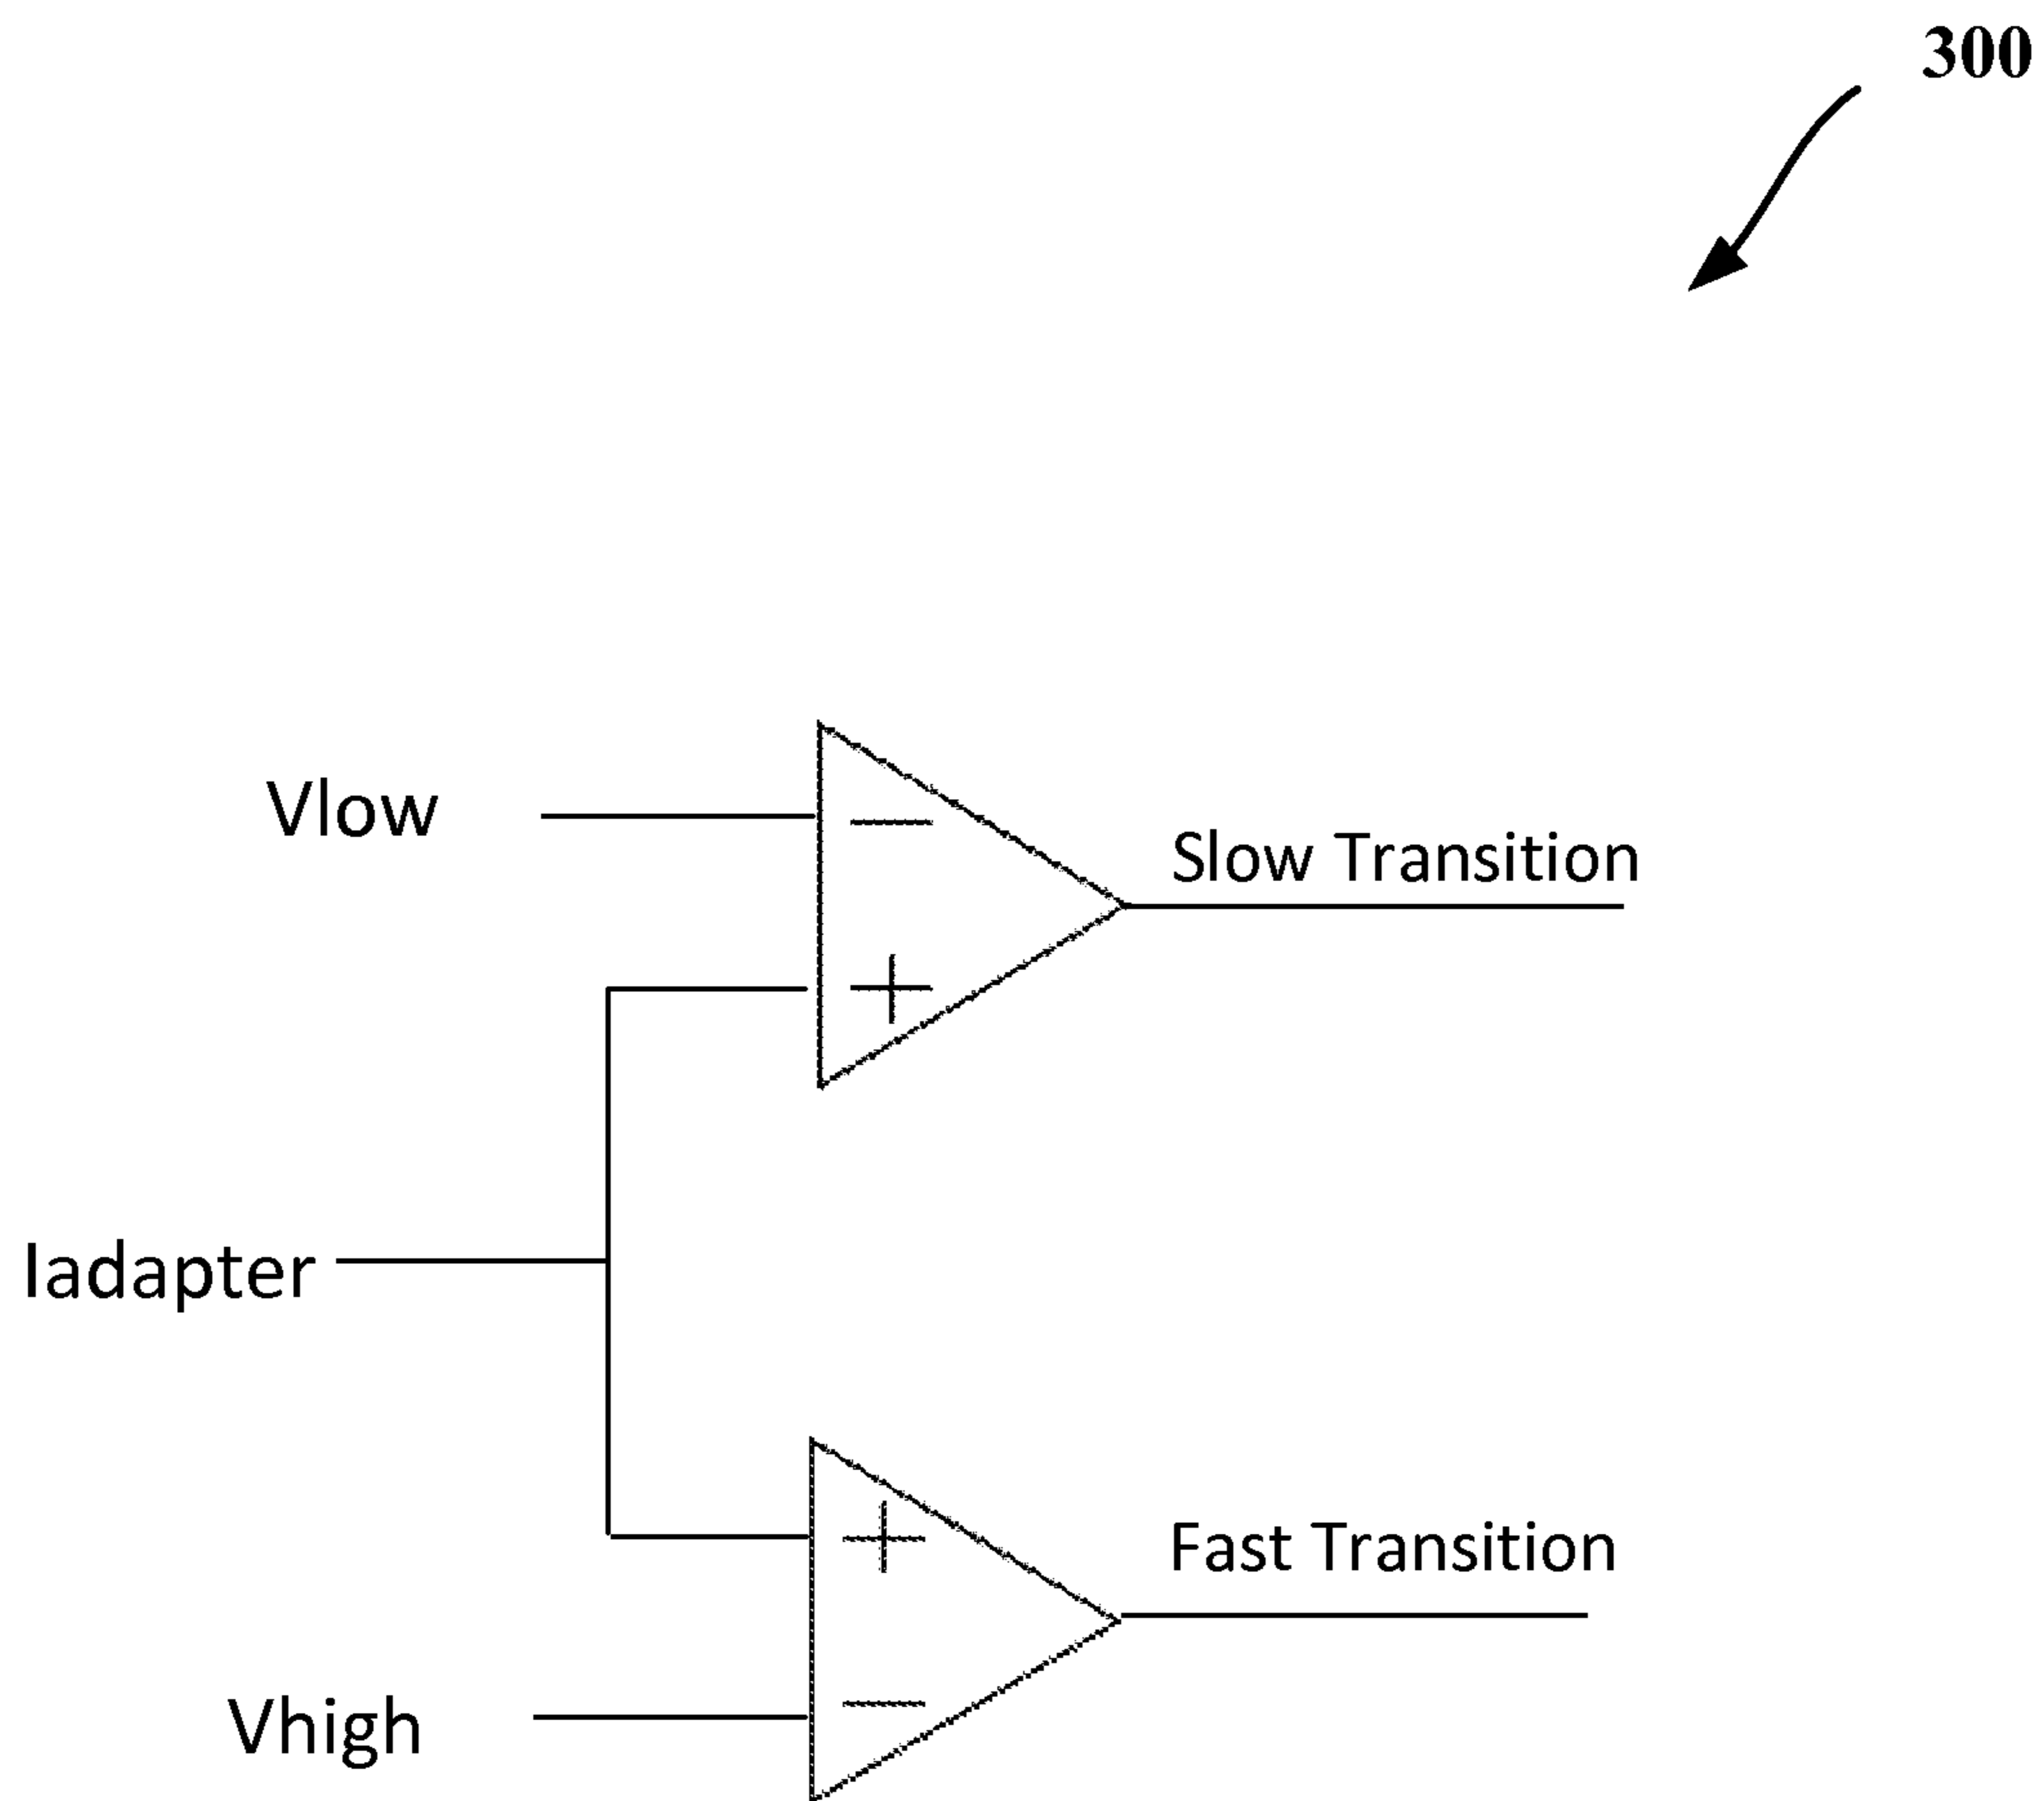 300
Vlow
Slow Transition
Iadapter
Fast Transition
Vhigh